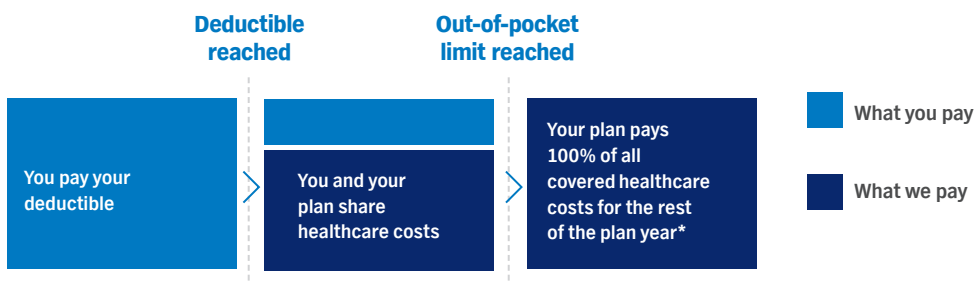 Deductible
reached
Out-of-pocket
limit reached
You pay your
deductible
You and your
plan share
healthcare costs
Your plan pays
100% of all
covered healthcare
costs for the rest
of the plan year*
What you pay
What we pay